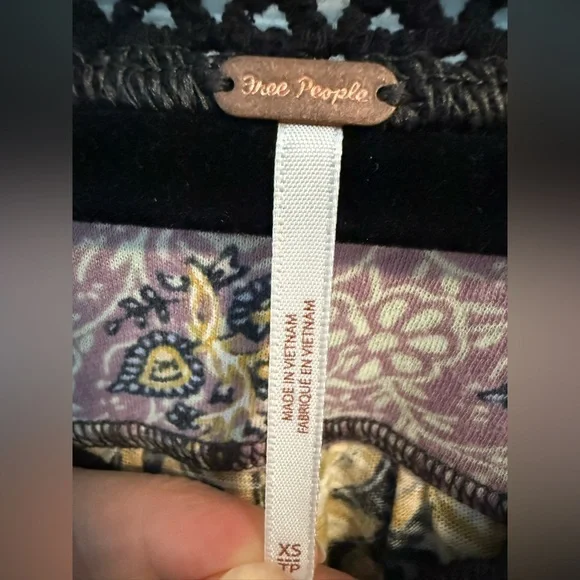 Free People
MADE IN VIETNAM
FABRIQUÉ EN VIETNAM
XS
TP